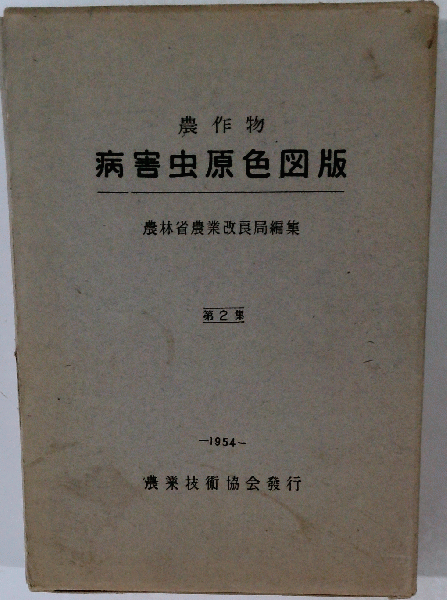 農作物
病害虫原色図版
農林省農業改良局編集
第2集
—1954—
農業技術協会發行